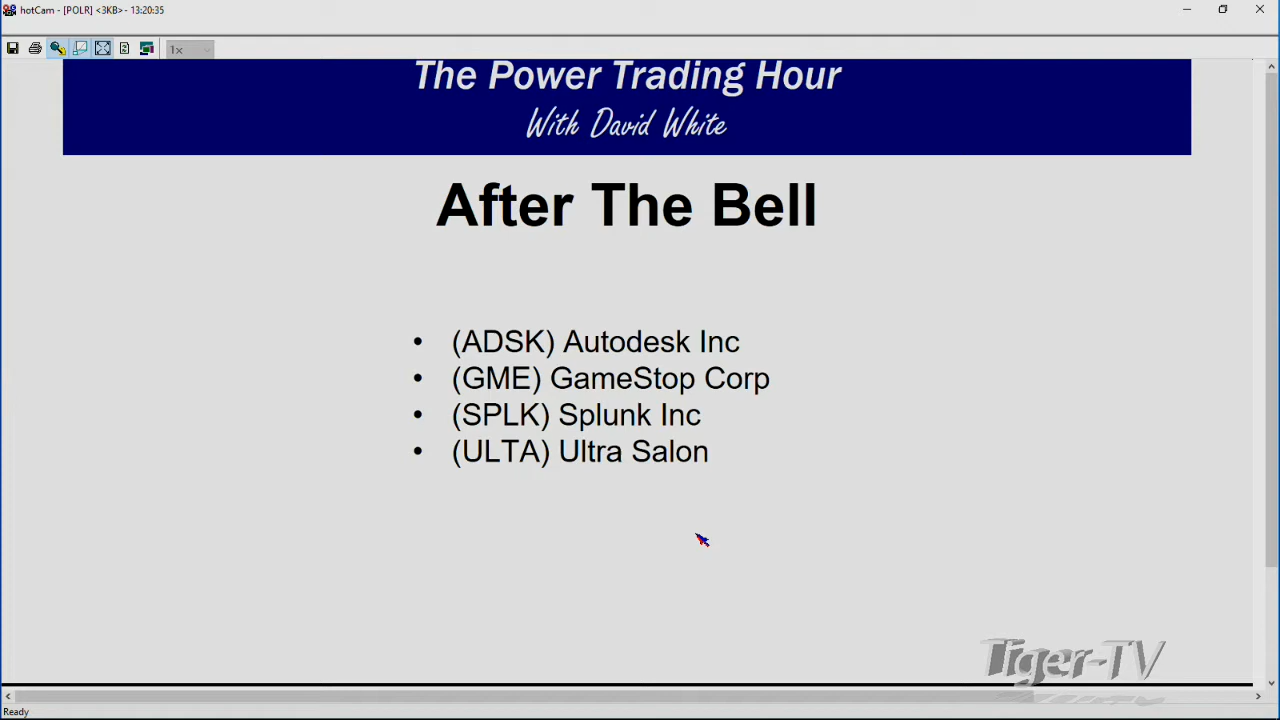 hotCam - [POLR] <3KB> - 13:20:35
1x
The Power Trading Hour
With David White
After The Bell
• (ADSK) Autodesk Inc
• (GME) GameStop Corp
• (SPLK) Splunk Inc
• (ULTA) Ultra Salon
Tiger-TV
Ready